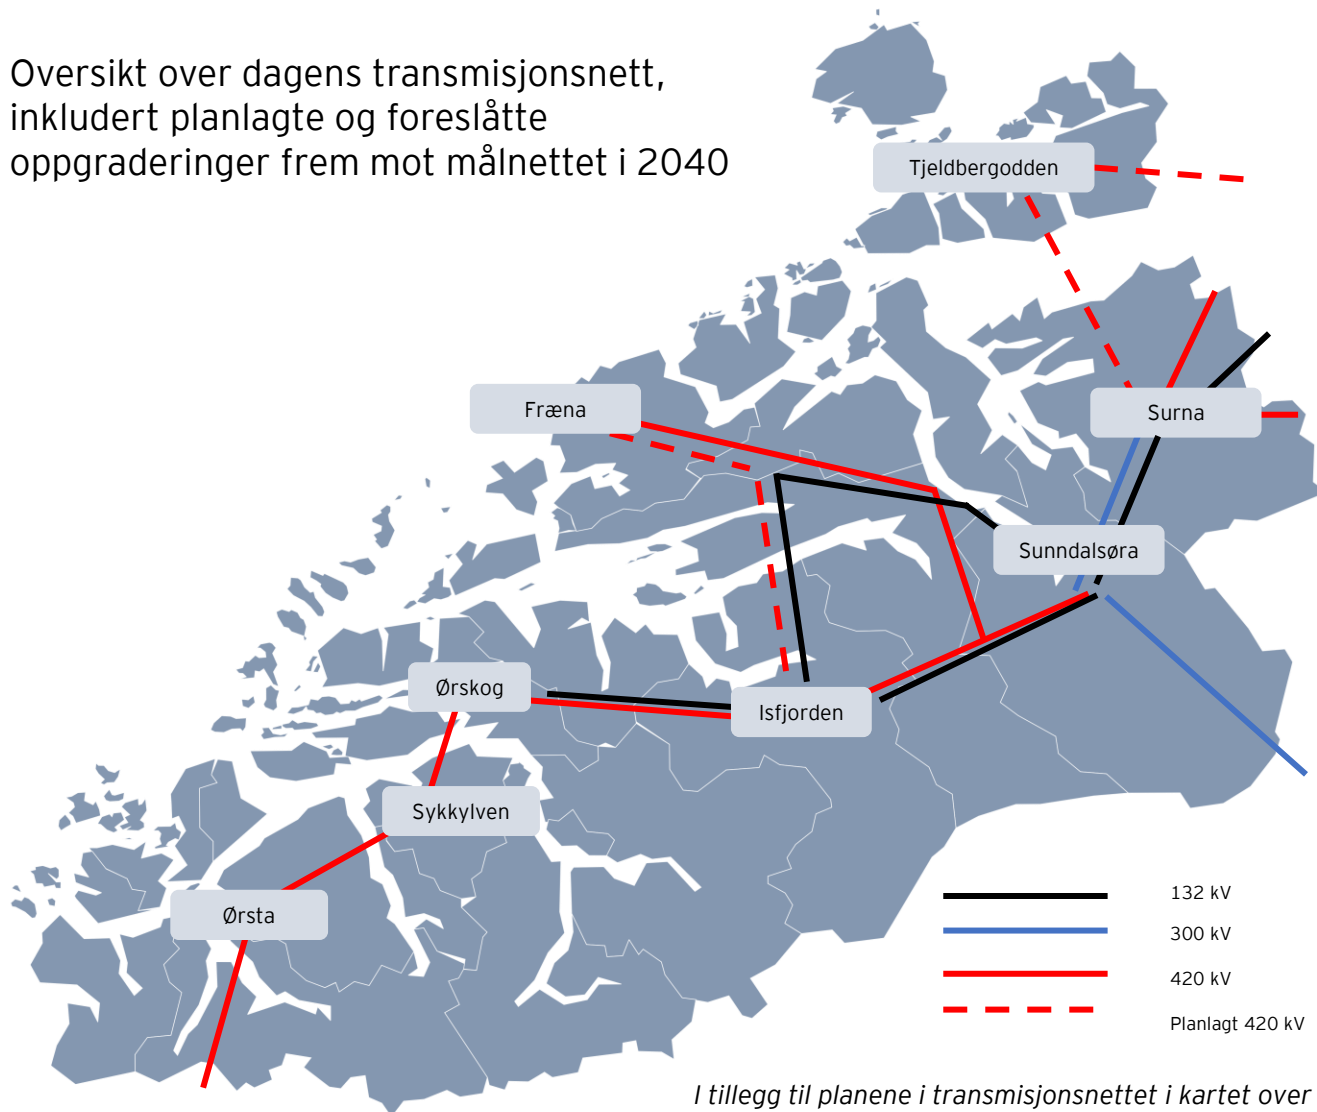 Oversikt over dagens transmisjonsnett,
inkludert planlagte og foreslåtte
oppgraderinger frem mot målnettet i 2040
Tjeldbergodden
Fræna
Surna
Sunndalsøra
Ørskog
Isfjorden
Sykkylven
Ørsta
132 kV
300 kV
420 kV
Planlagt 420 kV
I tillegg til planene i transmisjonsnettet i kartet over